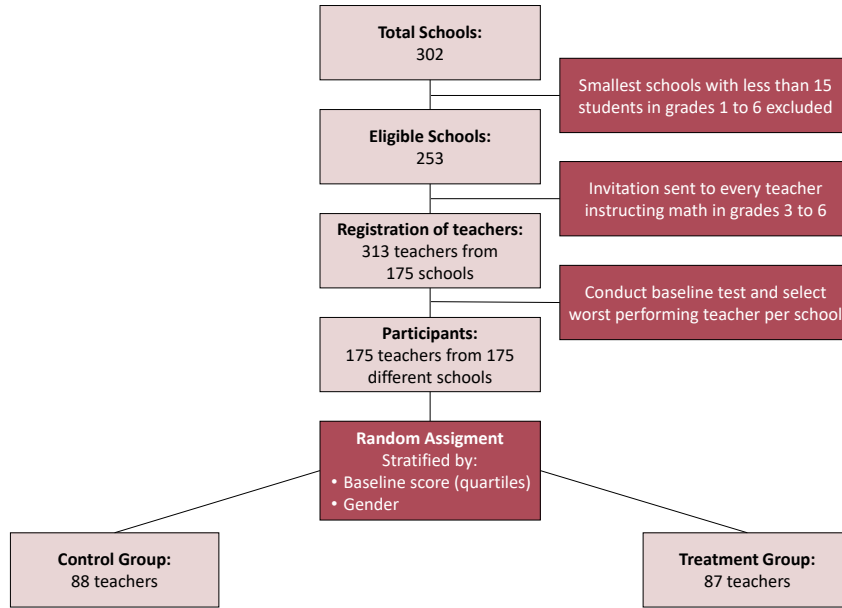 Total Schools:
302
Smallest schools with less than 15
students in grades 1 to 6 excluded
Eligible Schools:
253
Invitation sent to every teacher
instructing math in grades 3 to 6
Registration of teachers:
313 teachers from
175 schools
Conduct baseline test and select
worst performing teacher per school
Participants:
175 teachers from 175
different schools
Random Assigment
Stratified by:
• Baseline score (quartiles)
• Gender
Control Group:
88 teachers
Treatment Group:
87 teachers